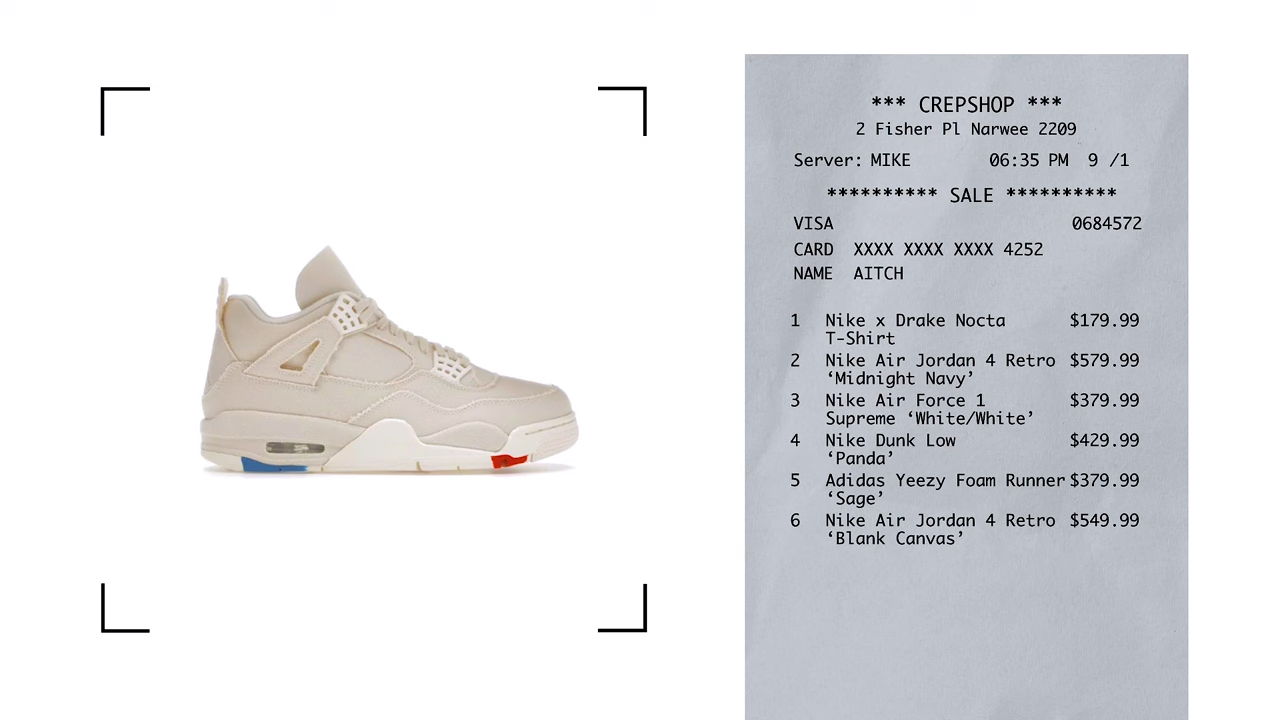 *** CREPSHOP ***
2 Fisher Pl Narwee 2209
Server: MIKE 06:35 PM 9 /1
********** SALE **********
VISA 0684572
CARD XXXX XXXX XXXX 4252
NAME AITCH
1 Nike x Drake Nocta $179.99
T-Shirt
2 Nike Air Jordan 4 Retro $579.99
‘Midnight Navy’
3 Nike Air Force 1 $379.99
Supreme ‘White/White’
4 Nike Dunk Low $429.99
‘Panda’
5 Adidas Yeezy Foam Runner $379.99
‘Sage’
6 Nike Air Jordan 4 Retro $549.99
‘Blank Canvas’